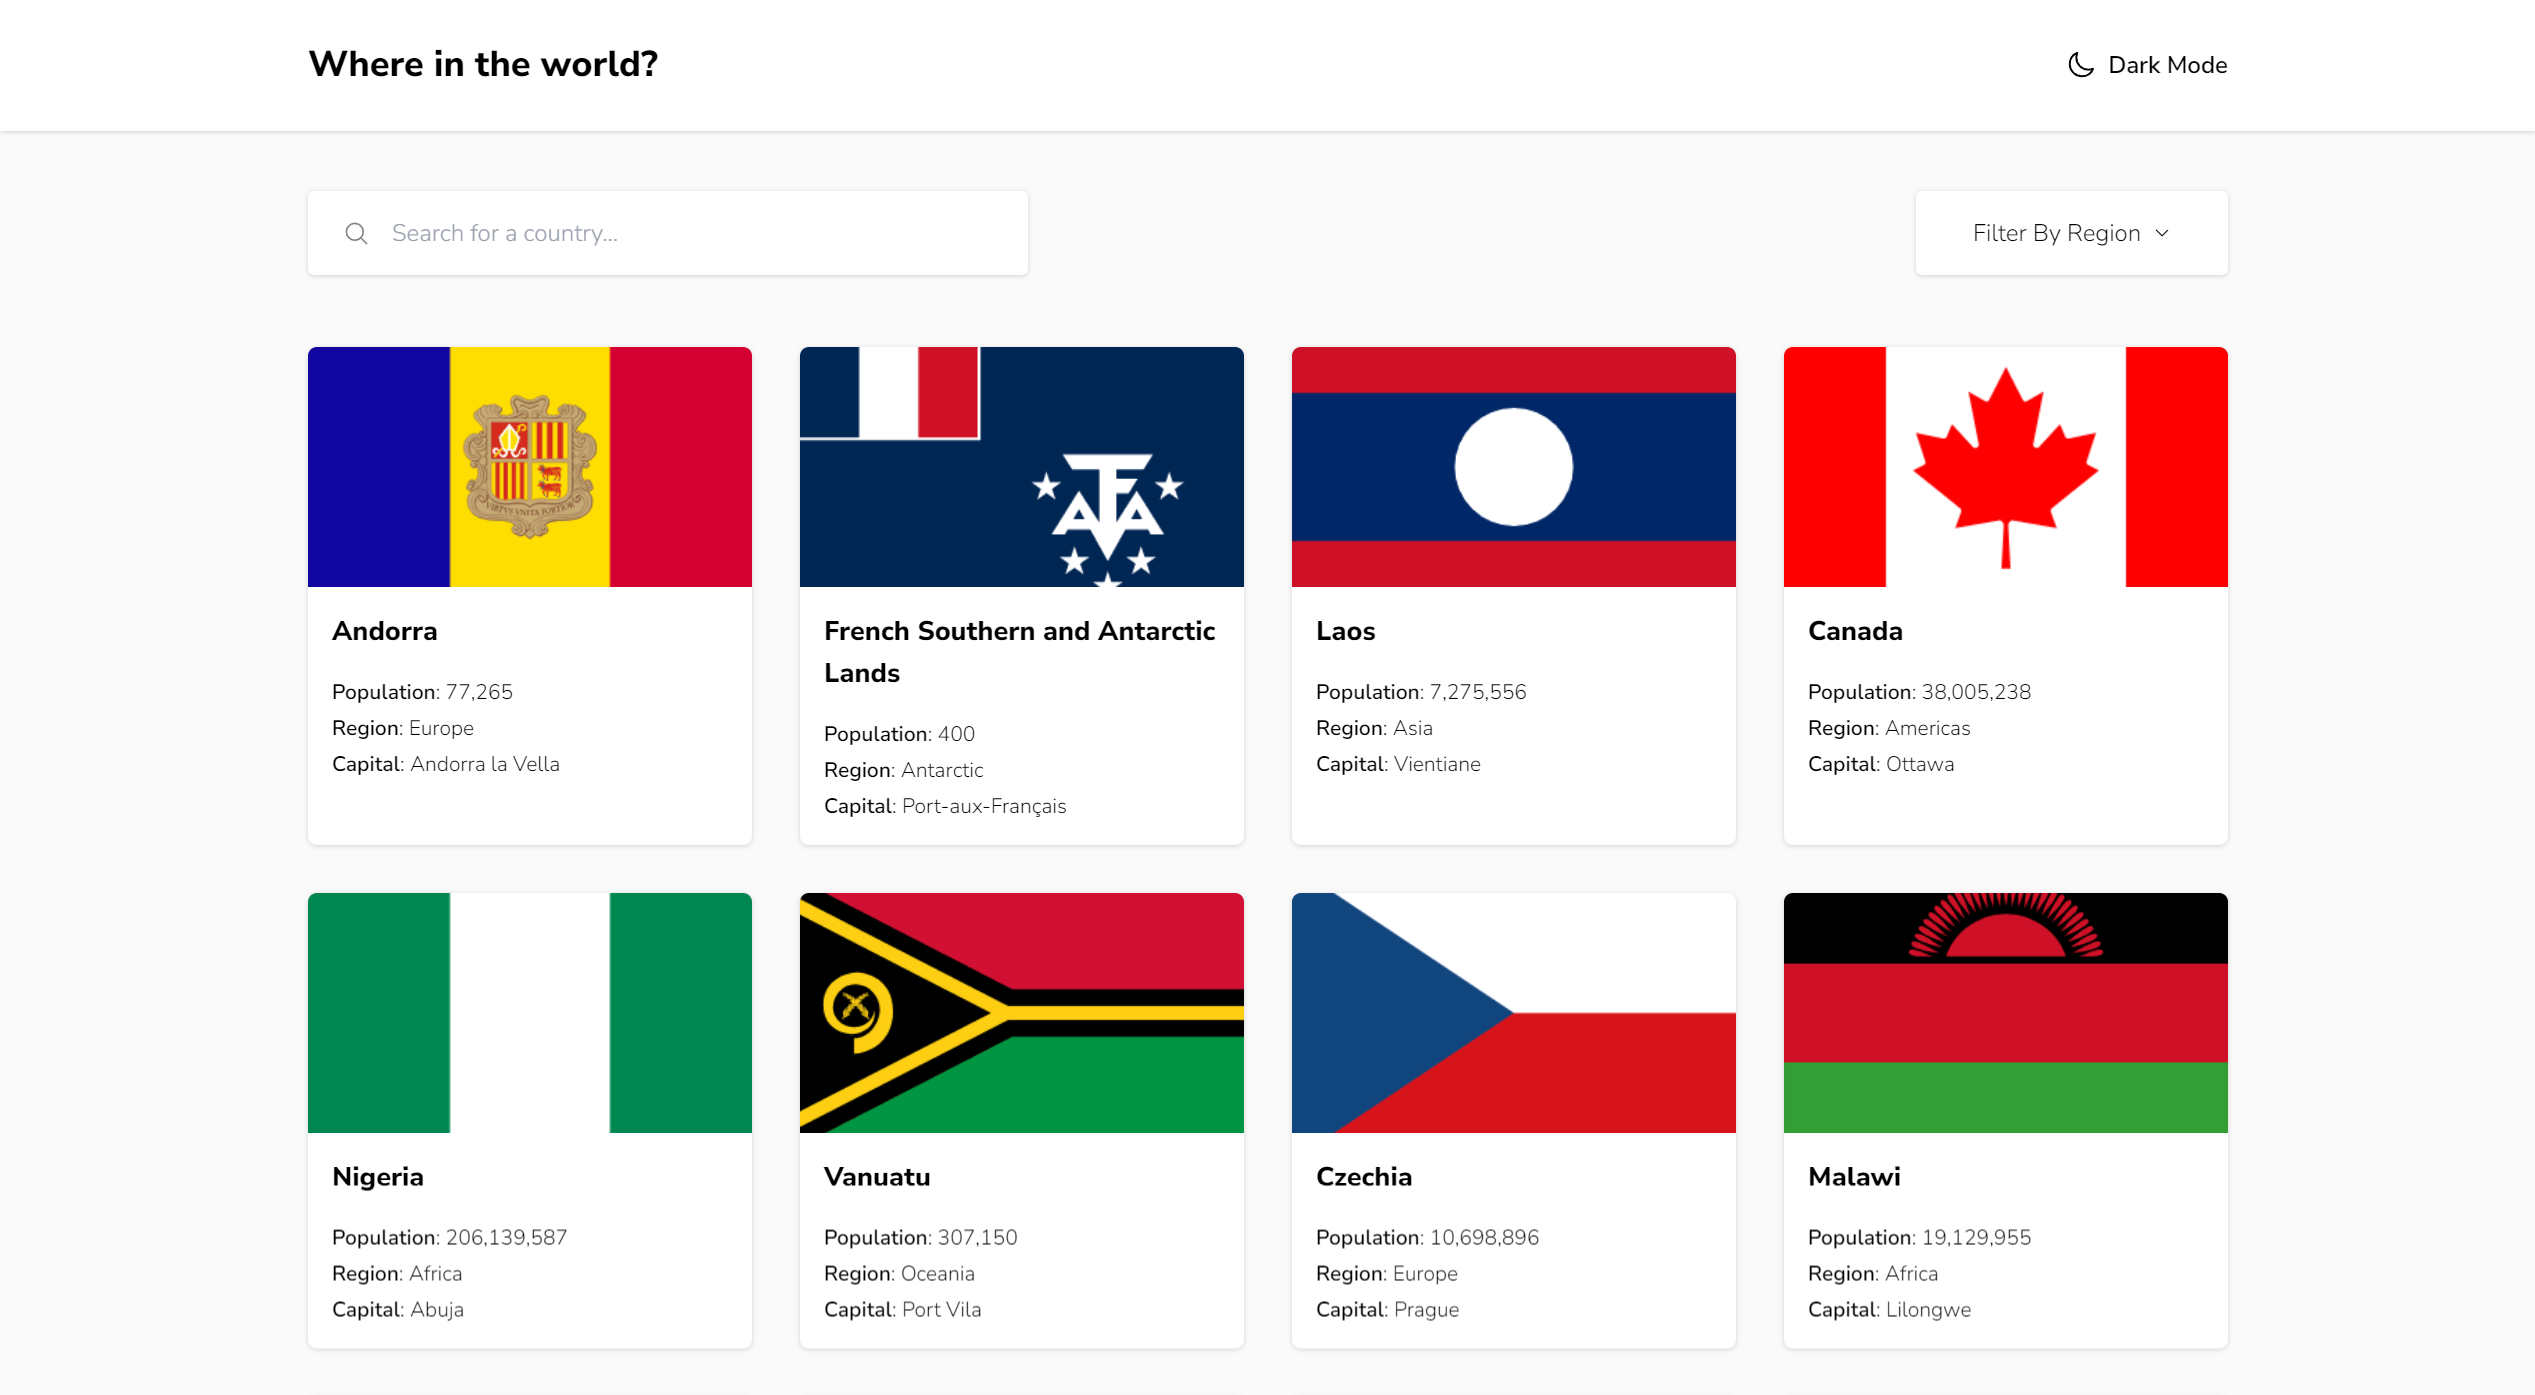 Where in the world?
Dark Mode
Search for a country...
Filter By Region
VIRTVS VNITA FORTIOR
Andorra
Population: 77,265
Region: Europe
Capital: Andorra la Vella
French Southern and Antarctic
Lands
Population: 400
Region: Antarctic
Capital: Port-aux-Français
Laos
Population: 7,275,556
Region: Asia
Capital: Vientiane
Canada
Population: 38,005,238
Region: Americas
Capital: Ottawa
Nigeria
Population: 206,139,587
Region: Africa
Capital: Abuja
Vanuatu
Population: 307,150
Region: Oceania
Capital: Port Vila
Czechia
Population: 10,698,896
Region: Europe
Capital: Prague
Malawi
Population: 19,129,955
Region: Africa
Capital: Lilongwe